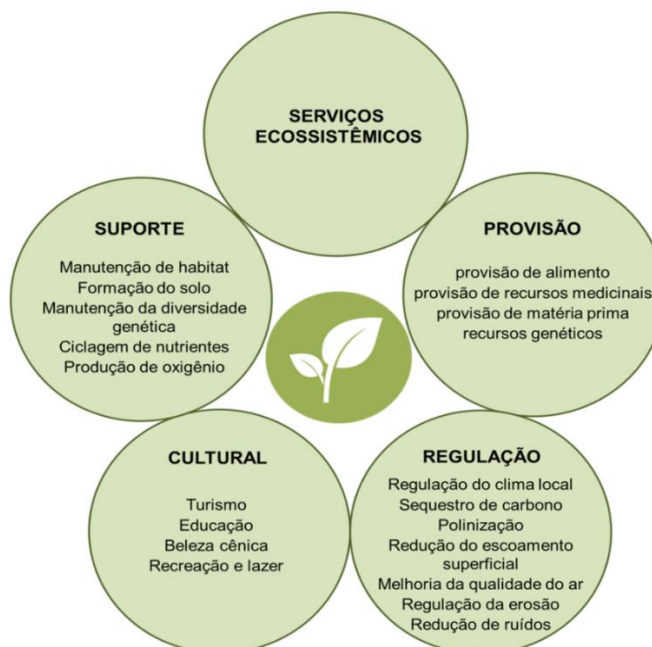 SERVIÇOS
ECOSSISTÊMICOS
SUPORTE
Manutenção de habitat
Formação do solo
Manutenção da diversidade
genética
Ciclagem de nutrientes
Produção de oxigênio
PROVISÃO
provisão de alimento
provisão de recursos medicinais
provisão de matéria prima
recursos genéticos
CULTURAL
Turismo
Educação
Beleza cênica
Recreação e lazer
REGULAÇÃO
Regulação do clima local
Sequestro de carbono
Polinização
Redução do escoamento
superficial
Melhoria da qualidade do ar
Regulação da erosão
Redução de ruídos